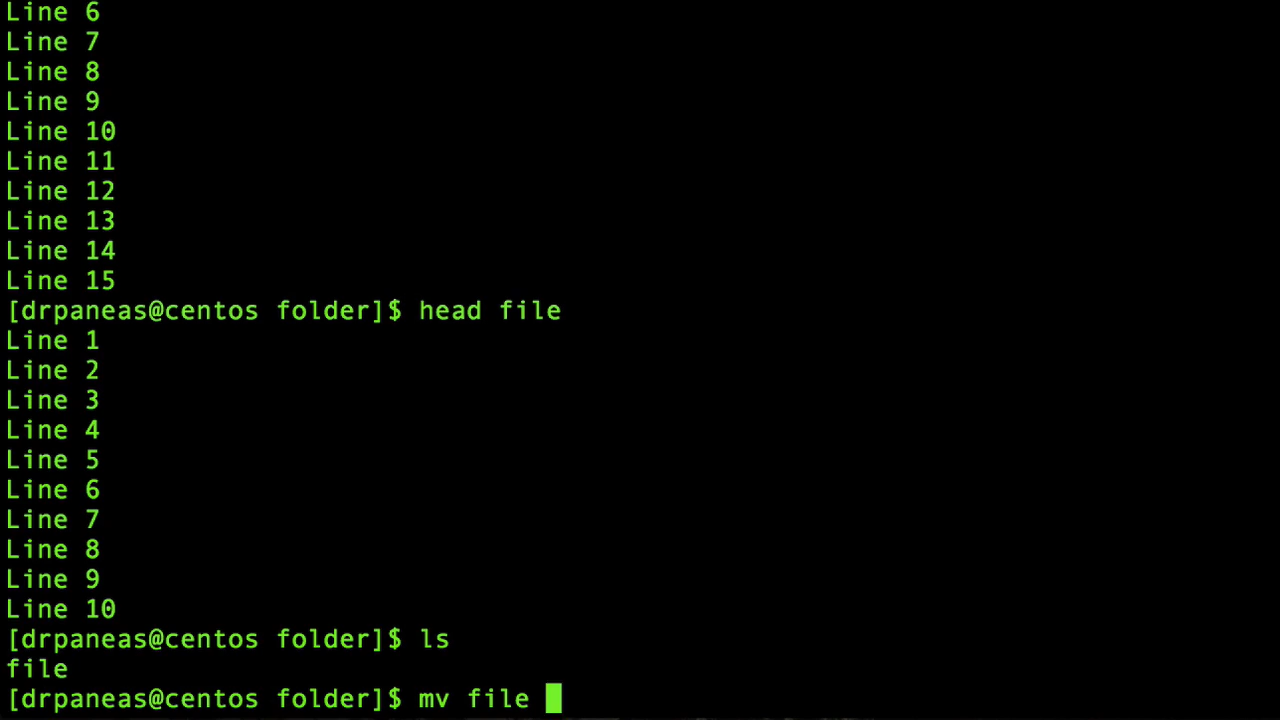 Line 6
Line 7
Line 8
Line 9
Line 10
Line 11
Line 12
Line 13
Line 14
Line 15
[drpaneas@centos folder]$ head file
Line 1
Line 2
Line 3
Line 4
Line 5
Line 6
Line 7
Line 8
Line 9
Line 10
[drpaneas@centos folder]$ ls
file
[drpaneas@centos folder]$ mv file